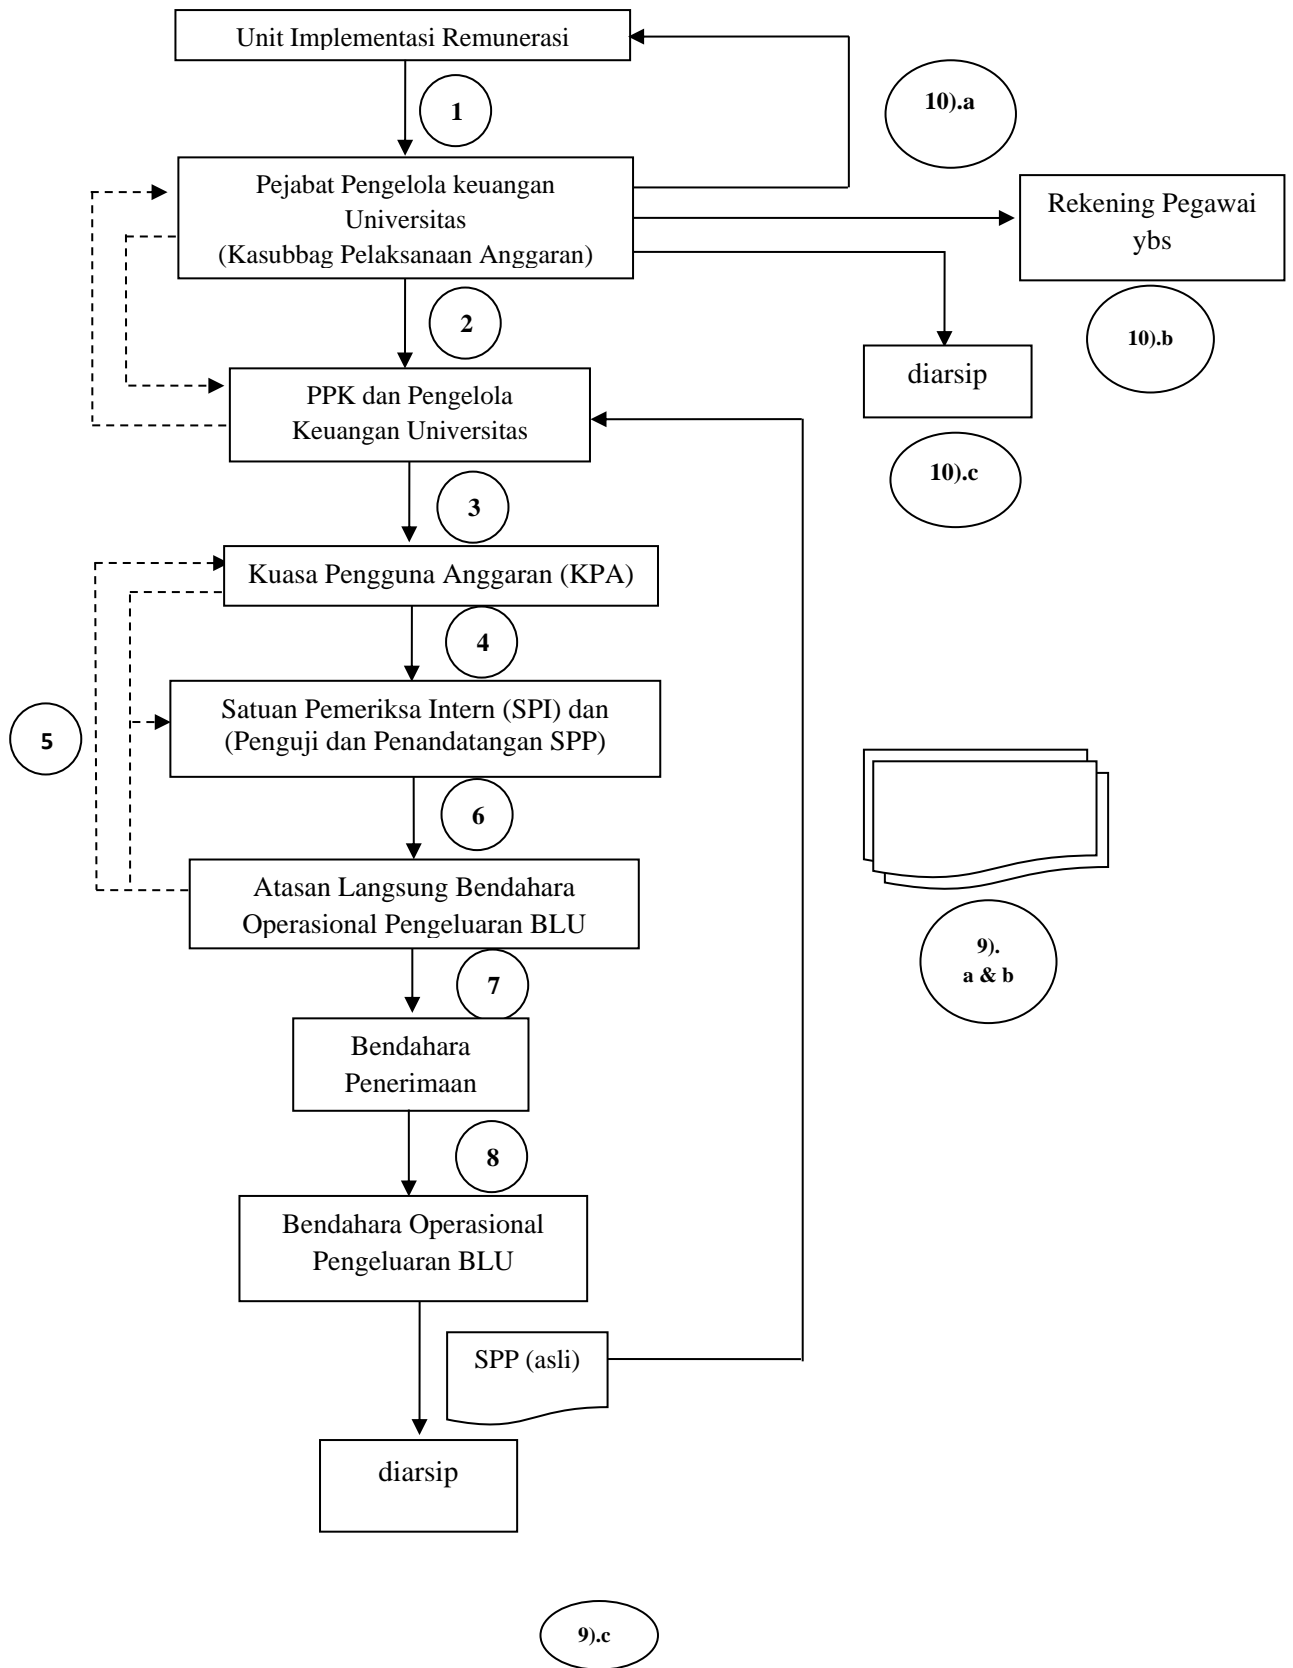 Unit Implementasi Remunerasi
1
10).a
Pejabat Pengelola keuangan
Universitas
(Kasubbag Pelaksanaan Anggaran)
Rekening Pegawai
ybs
2
10).b
diarsip
PPK dan Pengelola
Keuangan Universitas
10).c
3
Kuasa Pengguna Anggaran (KPA)
4
Satuan Pemeriksa Intern (SPI) dan
(Penguji dan Penandatangan SPP)
5
6
Atasan Langsung Bendahara
Operasional Pengeluaran BLU
9).
a & b
7
Bendahara
Penerimaan
8
Bendahara Operasional
Pengeluaran BLU
SPP (asli)
diarsip
9).c